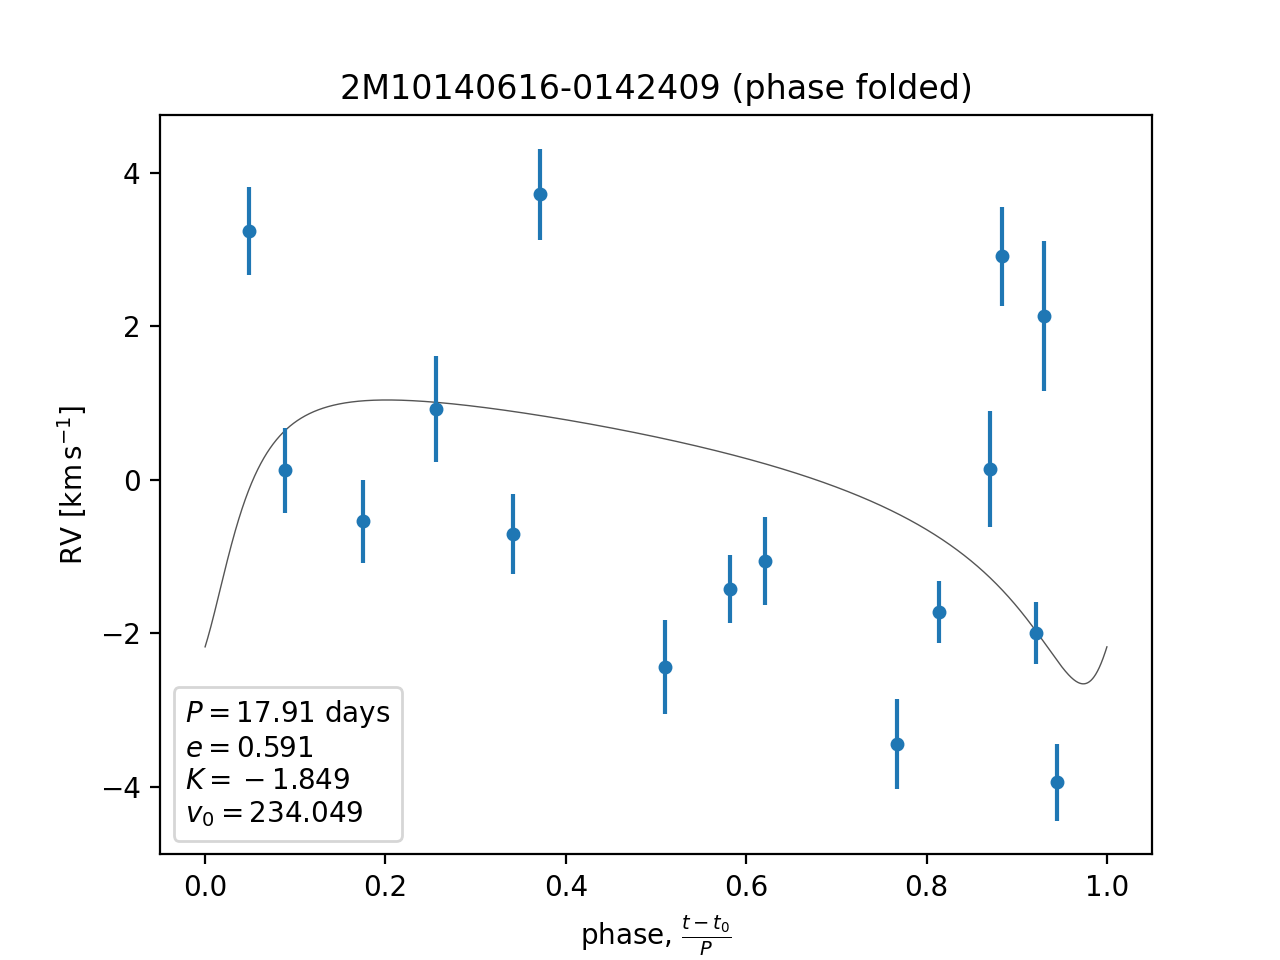 2M10140616-0142409 (phase folded)
RV [km s⁻¹]
4
2
0
−2
−4
P = 17.91 days
e = 0.591
K = −1.849
v₀ = 234.049
0.0 0.2 0.4 0.6 0.8 1.0
phase, (t − t₀)/P